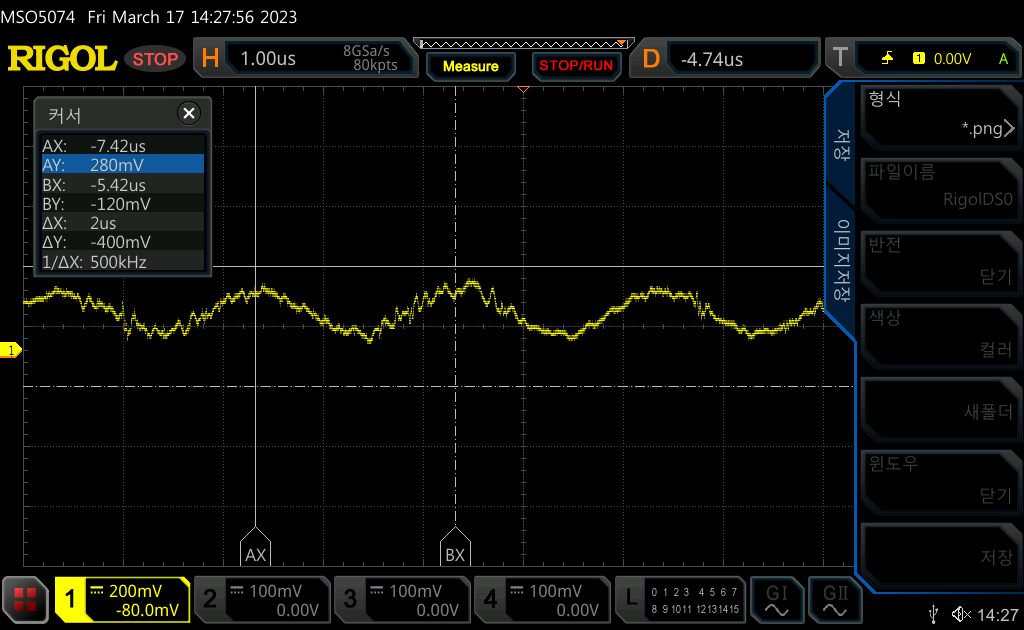 MSO5074 Fri March 17 14:27:56 2023
RIGOL STOP H 1.00us 8GSa/s 80kpts Measure STOP/RUN D -4.74us T 1 0.00V A
커서
AX: -7.42us
AY: 280mV
BX: -5.42us
BY: -120mV
ΔX: 2us
ΔY: -400mV
1/ΔX: 500kHz
저장
이미지저장
형식
*.png
파일이름
RigolDS0
반전
닫기
색상
컬러
새폴더
윈도우
닫기
저장
1
AX BX
1 200mV -80.0mV
2 100mV 0.00V
3 100mV 0.00V
4 100mV 0.00V
L 0 1 2 3 4 5 6 7
8 9 10 11 12 13 14 15
GI GII
14:27